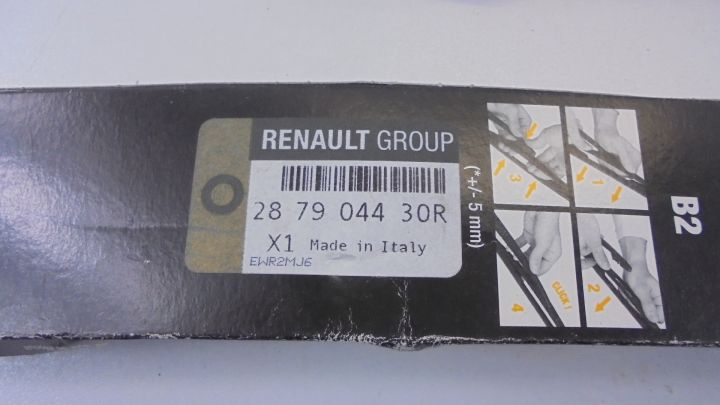 RENAULT GROUP
28 79 044 30R
X1 Made in Italy
EWR2MJ6
(*+/- 5 mm)
B2
1
2
3
4
CLICK!